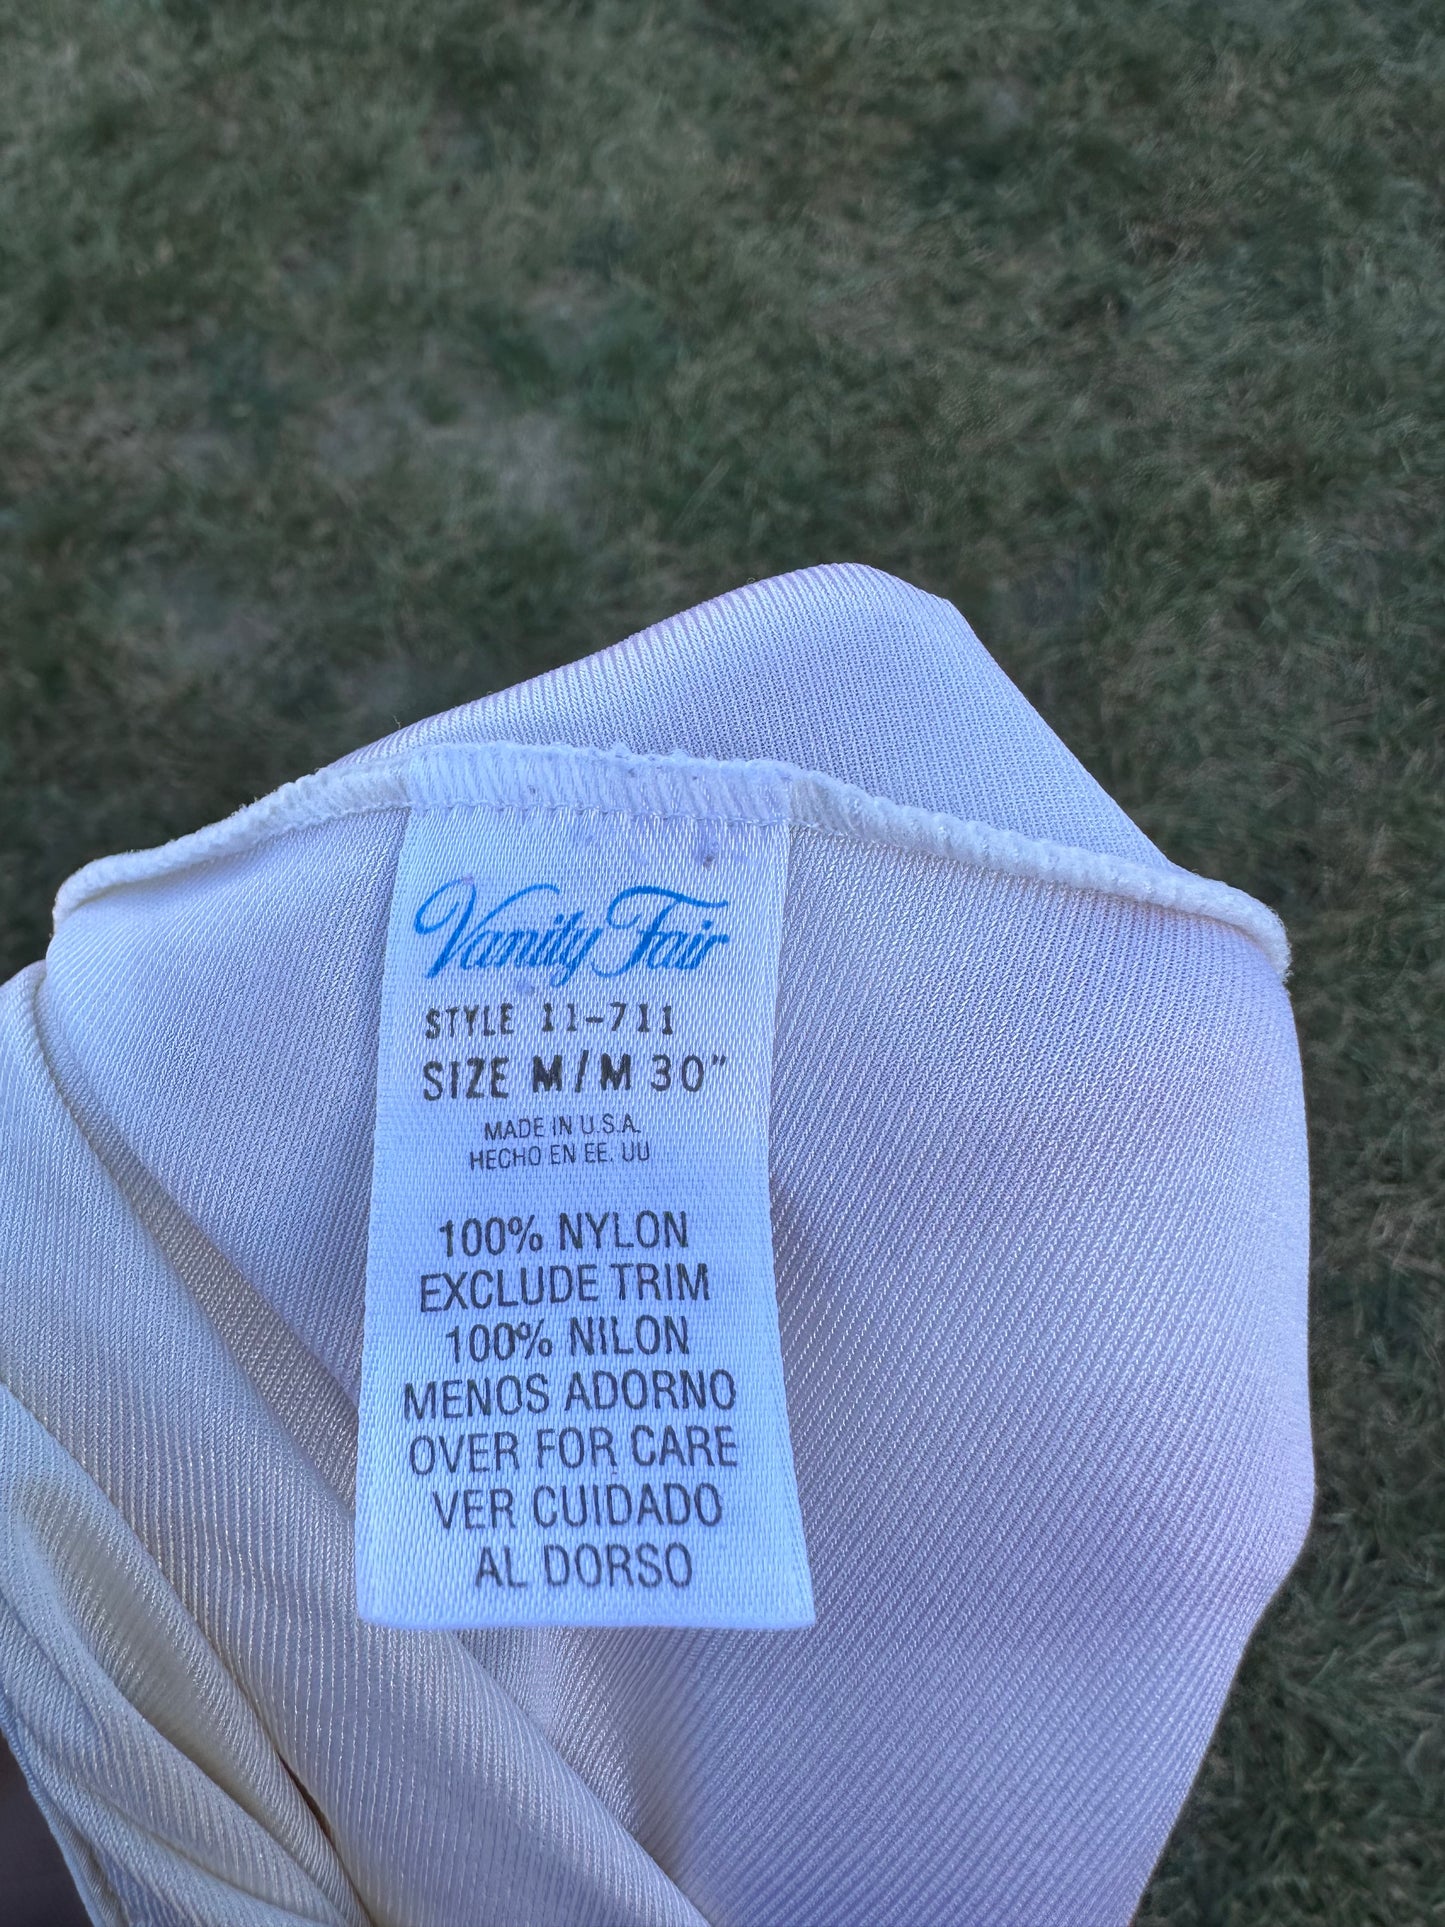 Vanity Fair
STYLE 11-711
SIZE M/M 30"
MADE IN U.S.A.
HECHO EN EE. UU
100% NYLON
EXCLUDE TRIM
100% NILON
MENOS ADORNO
OVER FOR CARE
VER CUIDADO
AL DORSO